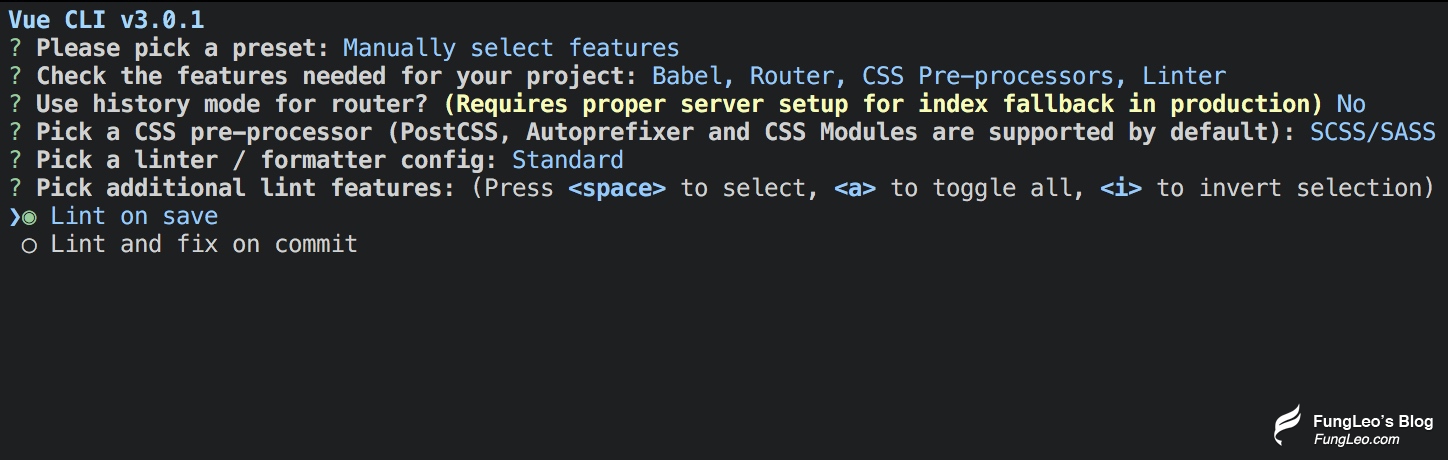 Vue CLI v3.0.1
? Please pick a preset: Manually select features
? Check the features needed for your project: Babel, Router, CSS Pre-processors, Linter
? Use history mode for router? (Requires proper server setup for index fallback in production) No
? Pick a CSS pre-processor (PostCSS, Autoprefixer and CSS Modules are supported by default): SCSS/SASS
? Pick a linter / formatter config: Standard
? Pick additional lint features: (Press <space> to select, <a> to toggle all, <i> to invert selection)
❯◉ Lint on save
◯ Lint and fix on commit
FungLeo's Blog
FungLeo.com